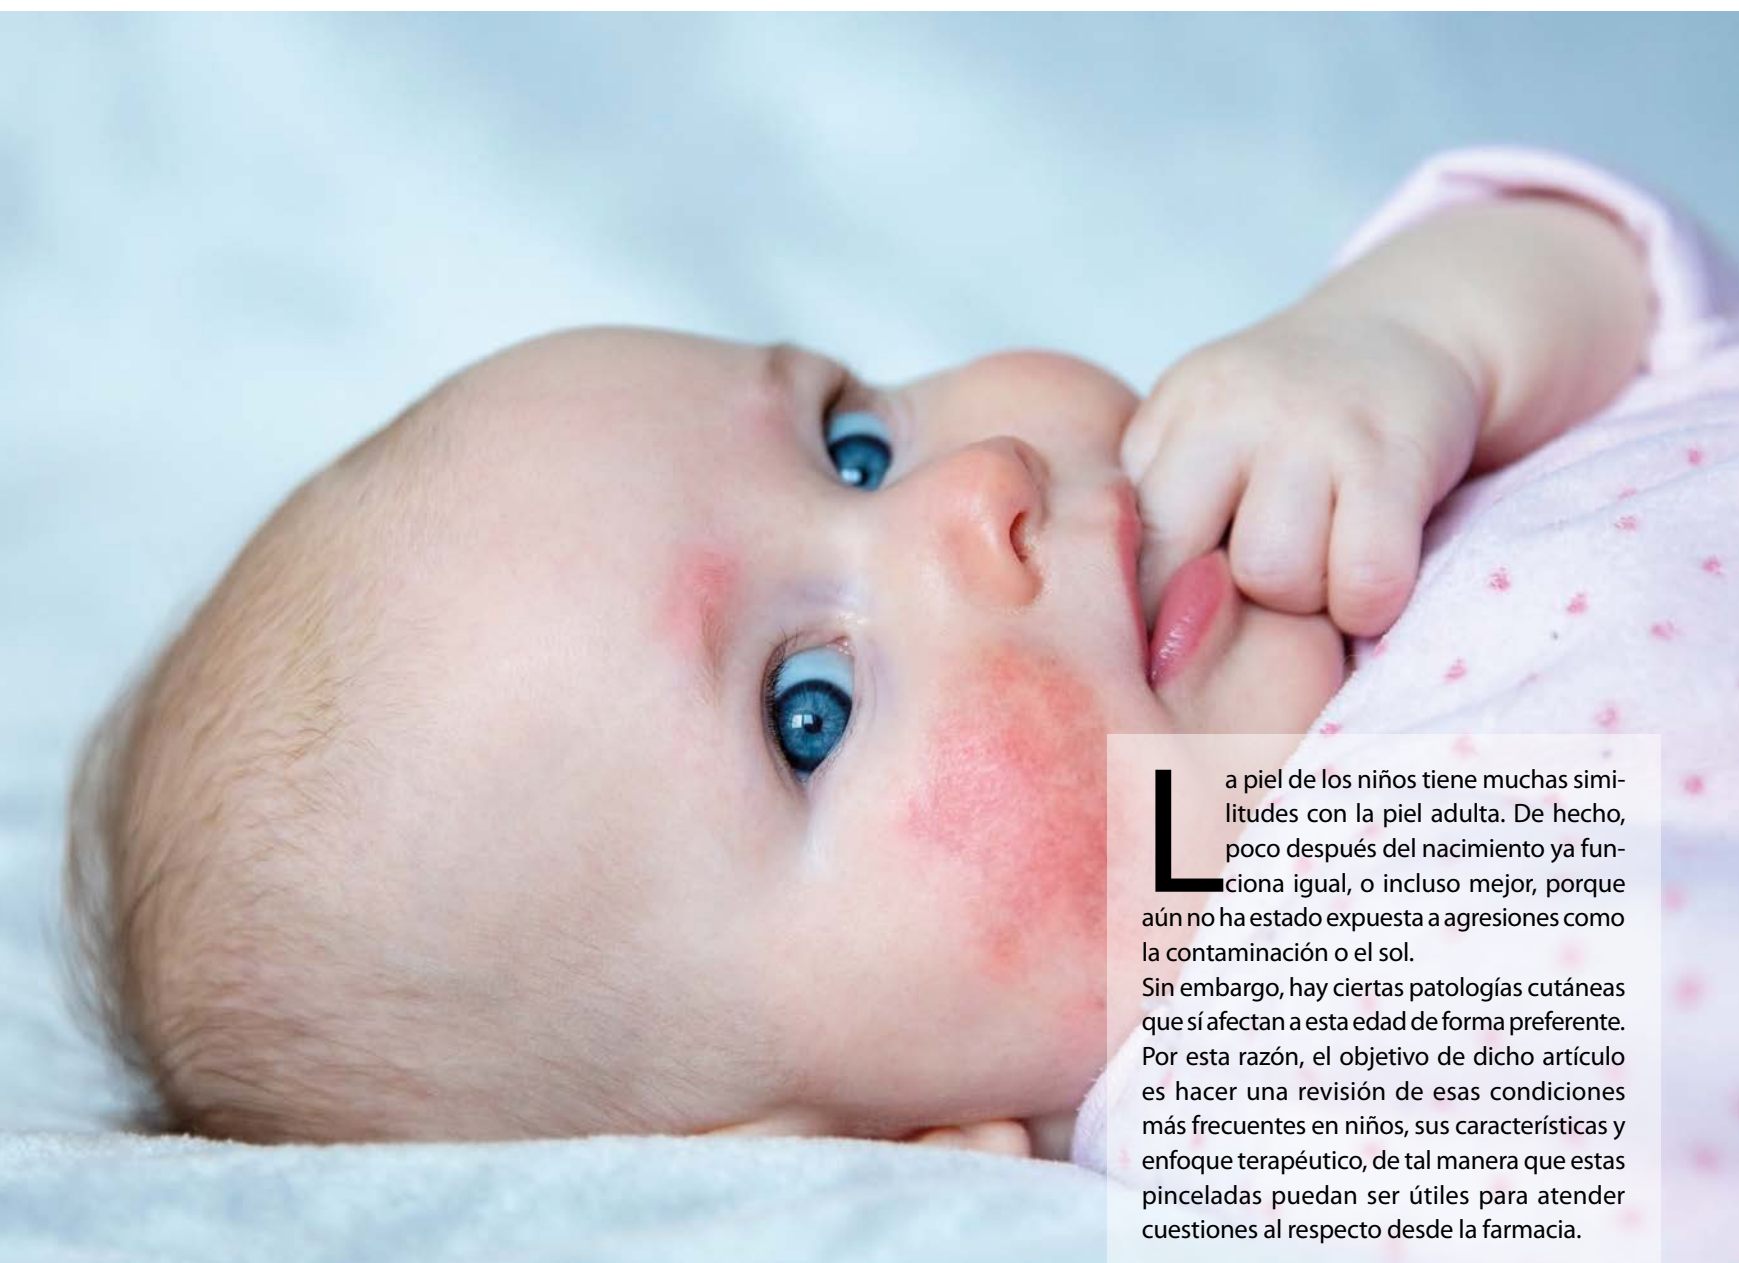 La piel de los niños tiene muchas simi-
litudes con la piel adulta. De hecho,
poco después del nacimiento ya fun-
ciona igual, o incluso mejor, porque
aún no ha estado expuesta a agresiones como
la contaminación o el sol.
Sin embargo, hay ciertas patologías cutáneas
que sí afectan a esta edad de forma preferente.
Por esta razón, el objetivo de dicho artículo
es hacer una revisión de esas condiciones
más frecuentes en niños, sus características y
enfoque terapéutico, de tal manera que estas
pinceladas puedan ser útiles para atender
cuestiones al respecto desde la farmacia.